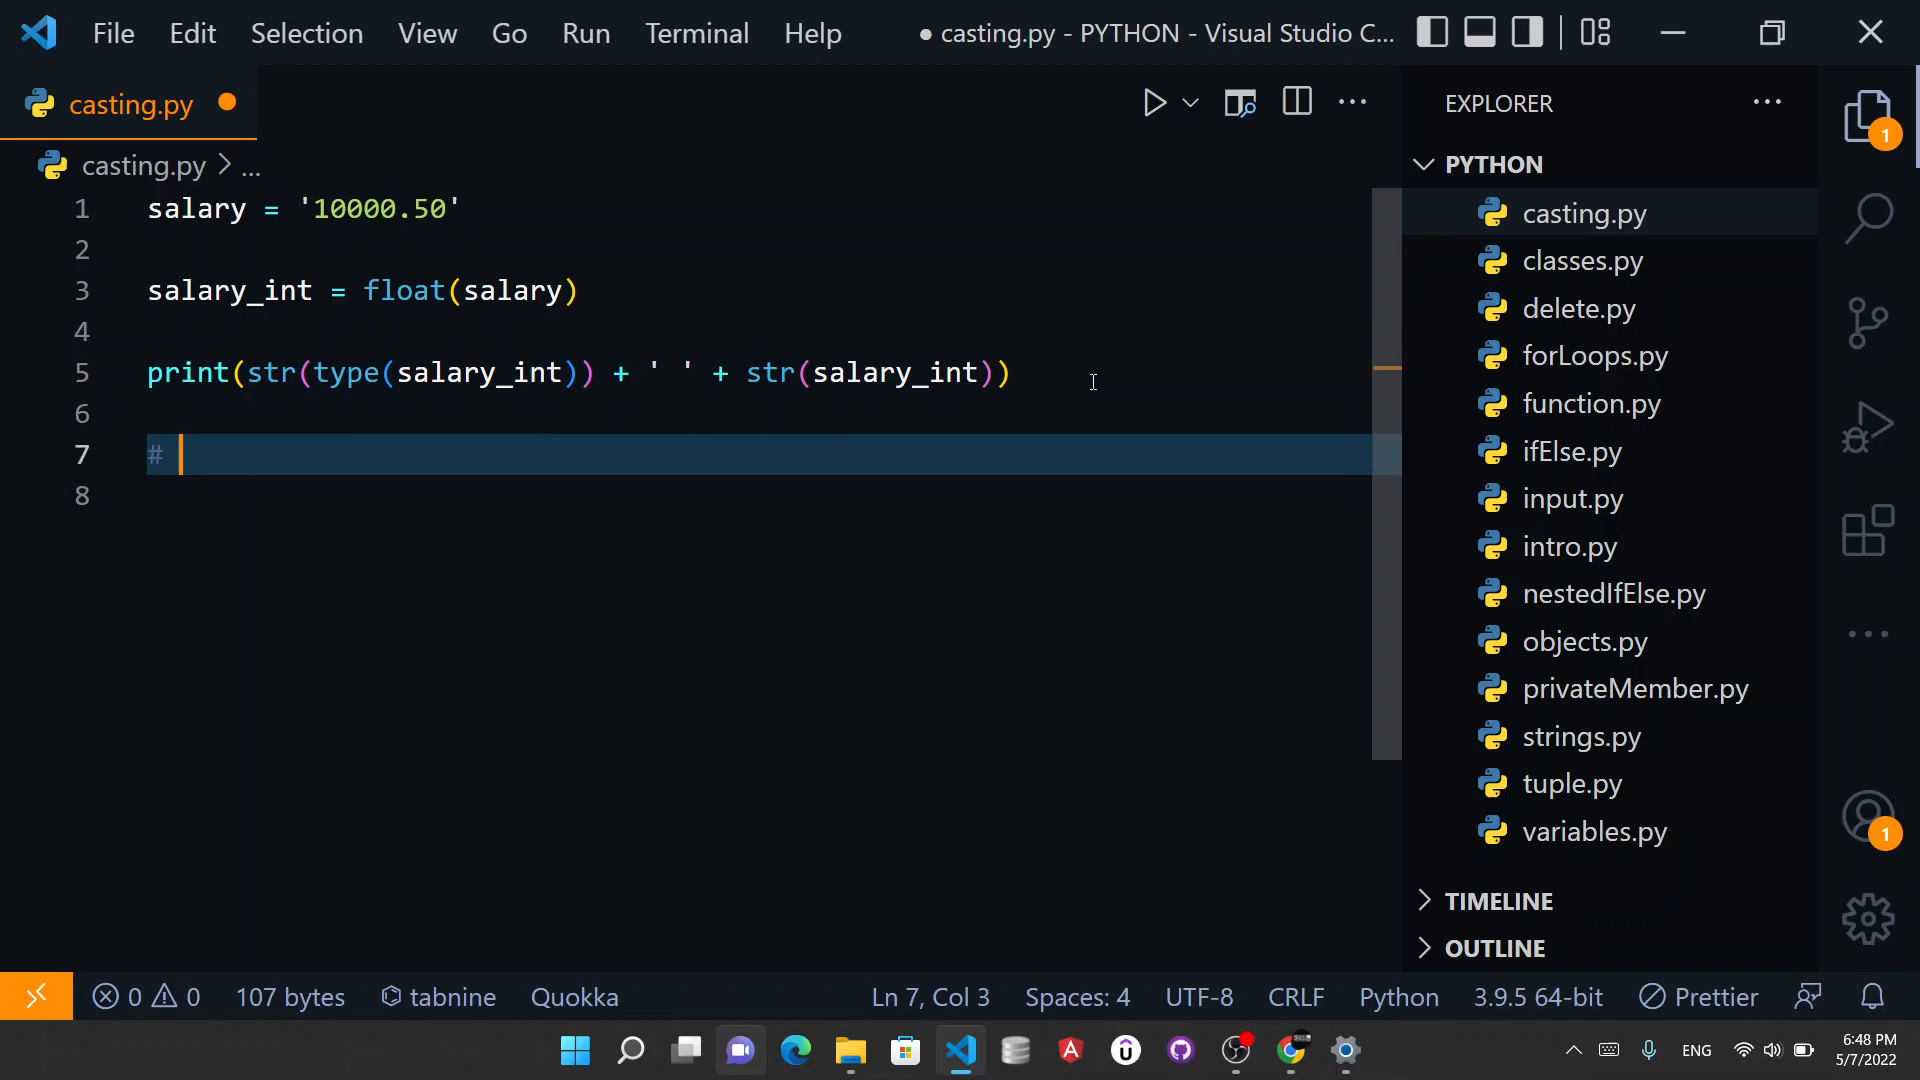 File Edit Selection View Go Run Terminal Help ● casting.py - PYTHON - Visual Studio C...
casting.py
casting.py > ...
1 salary = '10000.50'
2
3 salary_int = float(salary)
4
5 print(str(type(salary_int)) + ' ' + str(salary_int))
6
7 #
8
EXPLORER
PYTHON
casting.py
classes.py
delete.py
forLoops.py
function.py
ifElse.py
input.py
intro.py
nestedIfElse.py
objects.py
privateMember.py
strings.py
tuple.py
variables.py
TIMELINE
OUTLINE
1
1
0 0 107 bytes tabnine Quokka Ln 7, Col 3 Spaces: 4 UTF-8 CRLF Python 3.9.5 64-bit Prettier
ENG 6:48 PM
5/7/2022